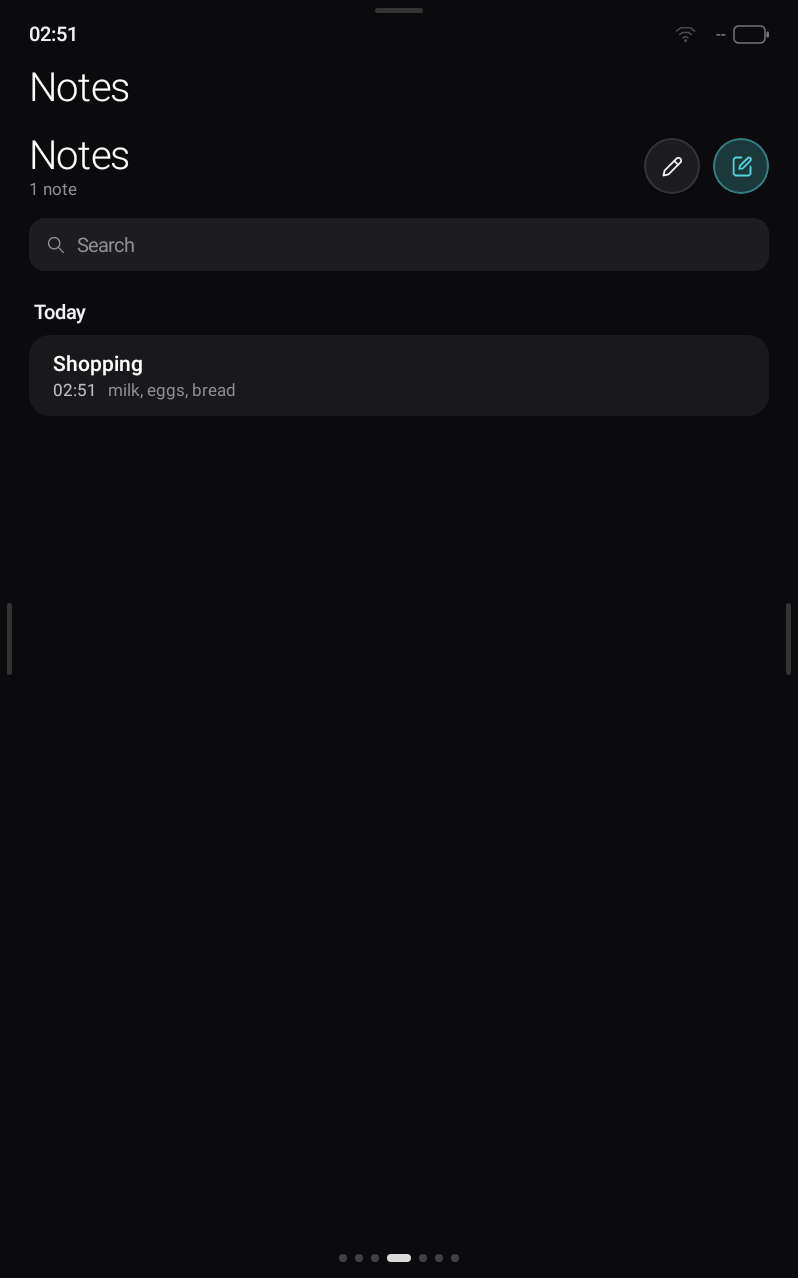 02:51
--
Notes
Notes
1 note
Search
Today
Shopping
02:51 milk, eggs, bread